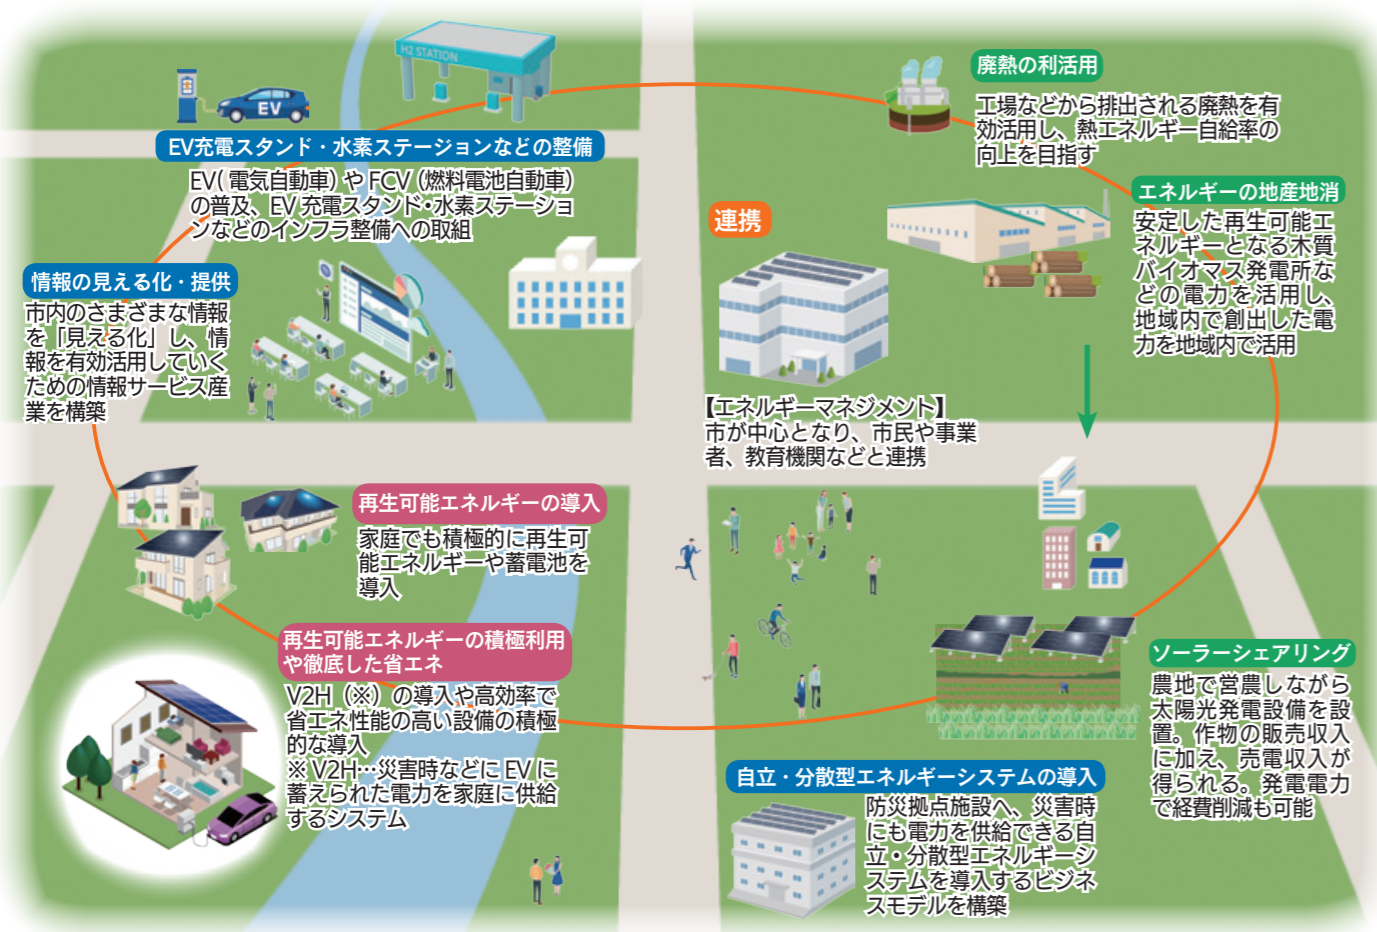 H2 STATION
EV
EV充電スタンド・水素ステーションなどの整備
EV(電気自動車)やFCV(燃料電池自動車)
の普及、EV充電スタンド・水素ステーショ
ンなどのインフラ整備への取組
廃熱の利活用
工場などから排出される廃熱を有
効活用し、熱エネルギー自給率の
向上を目指す
エネルギーの地産地消
安定した再生可能エ
ネルギーとなる木質
バイオマス発電所な
どの電力を活用し、
地域内で創出した電
力を地域内で活用
連携
【エネルギーマネジメント】
市が中心となり、市民や事業
者、教育機関などと連携
情報の見える化・提供
市内のさまざまな情報
を「見える化」し、情
報を有効活用していく
ための情報サービス産
業を構築
再生可能エネルギーの導入
家庭でも積極的に再生可
能エネルギーや蓄電池を
導入
再生可能エネルギーの積極利用
や徹底した省エネ
V2H(※)の導入や高効率で
省エネ性能の高い設備の積極
的な導入
※V2H…災害時などにEVに
蓄えられた電力を家庭に供給
するシステム
ソーラーシェアリング
農地で営農しながら
太陽光発電設備を設
置。作物の販売収入
に加え、売電収入が
得られる。発電電力
で経費削減も可能
自立・分散型エネルギーシステムの導入
防災拠点施設へ、災害時
にも電力を供給できる自
立・分散型エネルギーシ
ステムを導入するビジネ
スモデルを構築